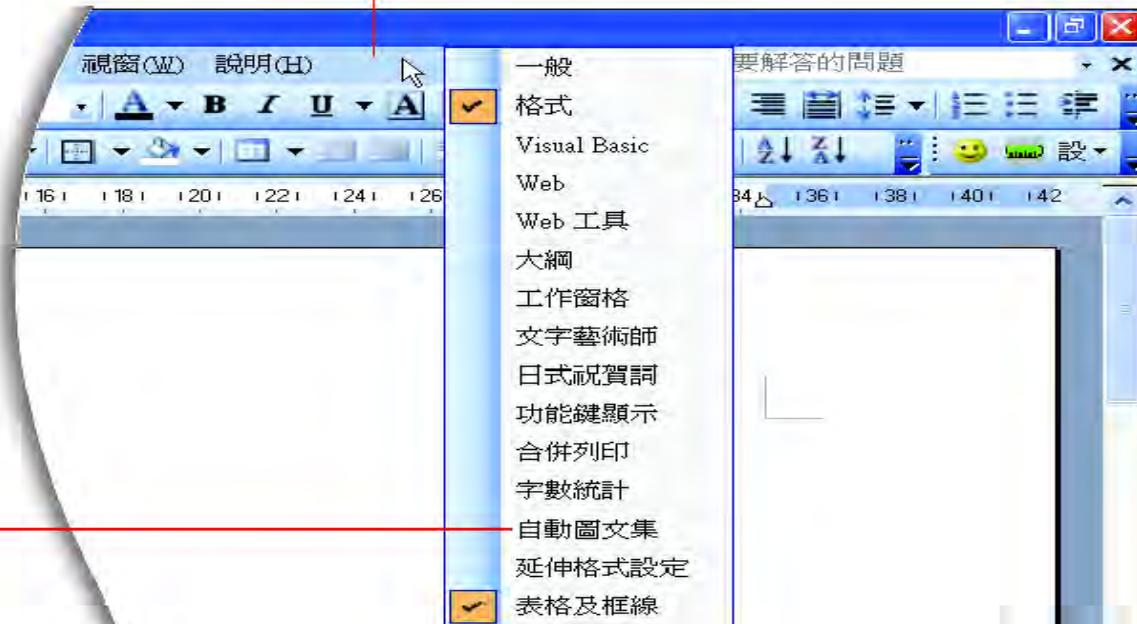 視窗(W) 說明(H) 要解答的問題
A B I U A
設
16 18 20 22 24 26 34 36 38 40 42
一般
格式
Visual Basic
Web
Web 工具
大綱
工作窗格
文字藝術師
日式祝賀詞
功能鍵顯示
合併列印
字數統計
自動圖文集
延伸格式設定
表格及框線